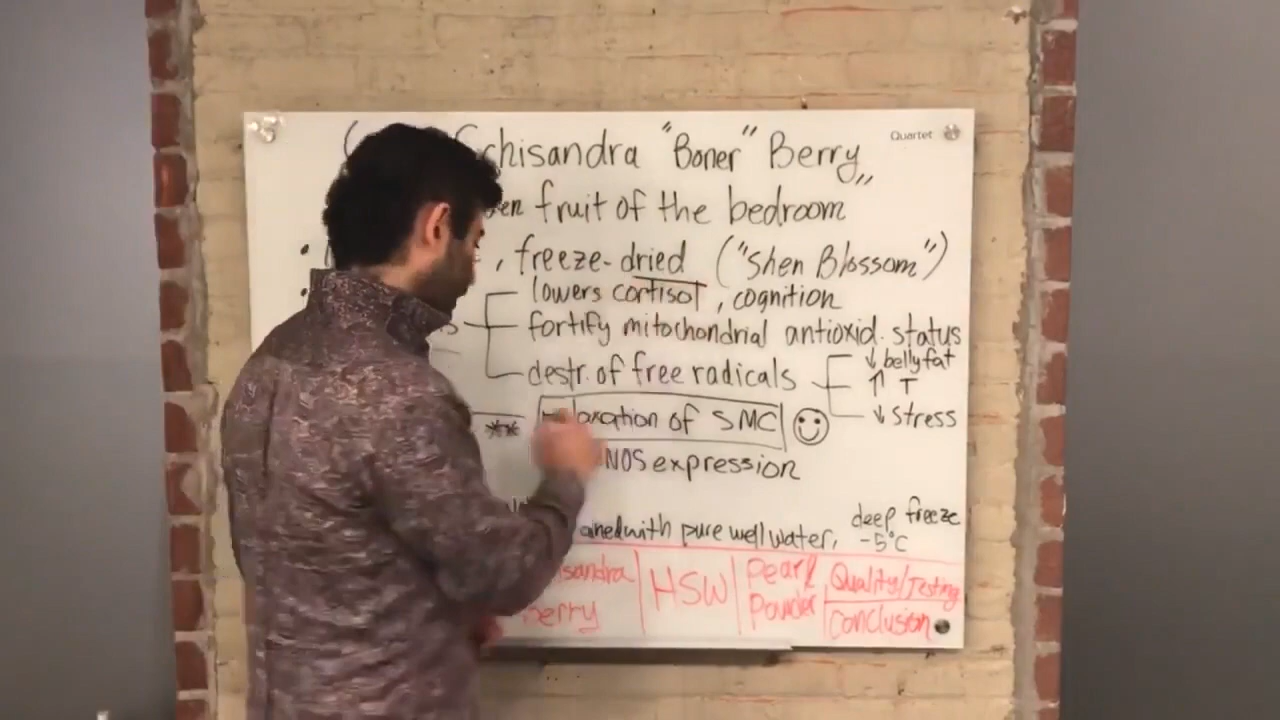 Quartet
Schisandra "Boner" Berry
fruit of the bedroom
, freeze-dried ("Shen Blossom")
lowers cortisol, cognition
fortify mitochondrial antioxid. status
destr. of free radicals
↓ belly fat
↑ T
↓ stress
** of SMC
NOS expression
with pure well water, deep freeze
-5°C
HSW
Pearl
Powder
Quality/Testing
Conclusion
Berry